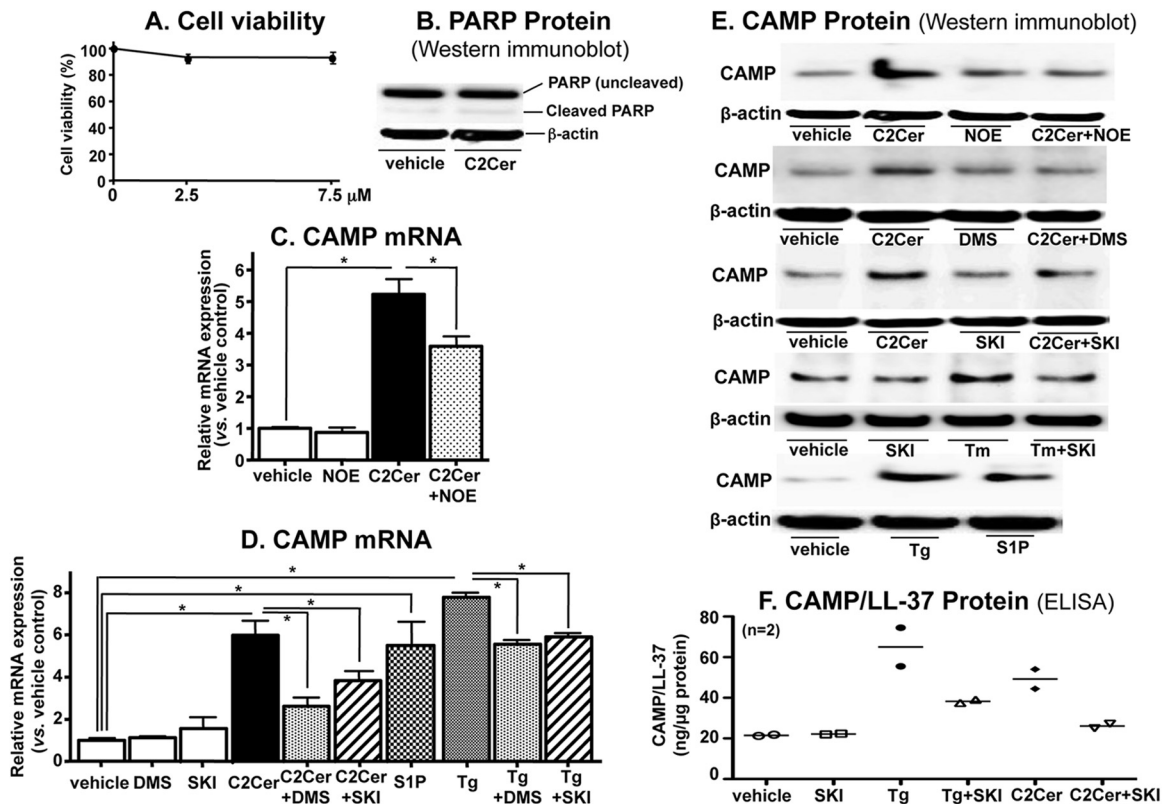 A. Cell viability
Cell viability (%)
100
80
60
40
20
0
0
2.5
7.5 μM
B. PARP Protein
(Western immunoblot)
PARP (uncleaved)
Cleaved PARP
β-actin
vehicle C2Cer
C. CAMP mRNA
Relative mRNA expression
(vs. vehicle control)
6
5
4
3
2
1
0
* *
vehicle NOE C2Cer C2Cer
+NOE
D. CAMP mRNA
Relative mRNA expression
(vs. vehicle control)
8
6
4
2
0
* *
* * *
* *
vehicle DMS SKI C2Cer C2Cer
+DMS
C2Cer
+SKI
S1P Tg Tg
+DMS
Tg
+SKI
E. CAMP Protein (Western immunoblot)
CAMP
β-actin
vehicle C2Cer NOE C2Cer+NOE
CAMP
β-actin
vehicle C2Cer DMS C2Cer+DMS
CAMP
β-actin
vehicle C2Cer SKI C2Cer+SKI
CAMP
β-actin
vehicle SKI Tm Tm+SKI
CAMP
β-actin
vehicle Tg S1P
F. CAMP/LL-37 Protein (ELISA)
(n=2)
CAMP/LL-37
(ng/μg protein)
80
60
40
20
0
vehicle SKI Tg Tg+SKI C2Cer C2Cer+SKI